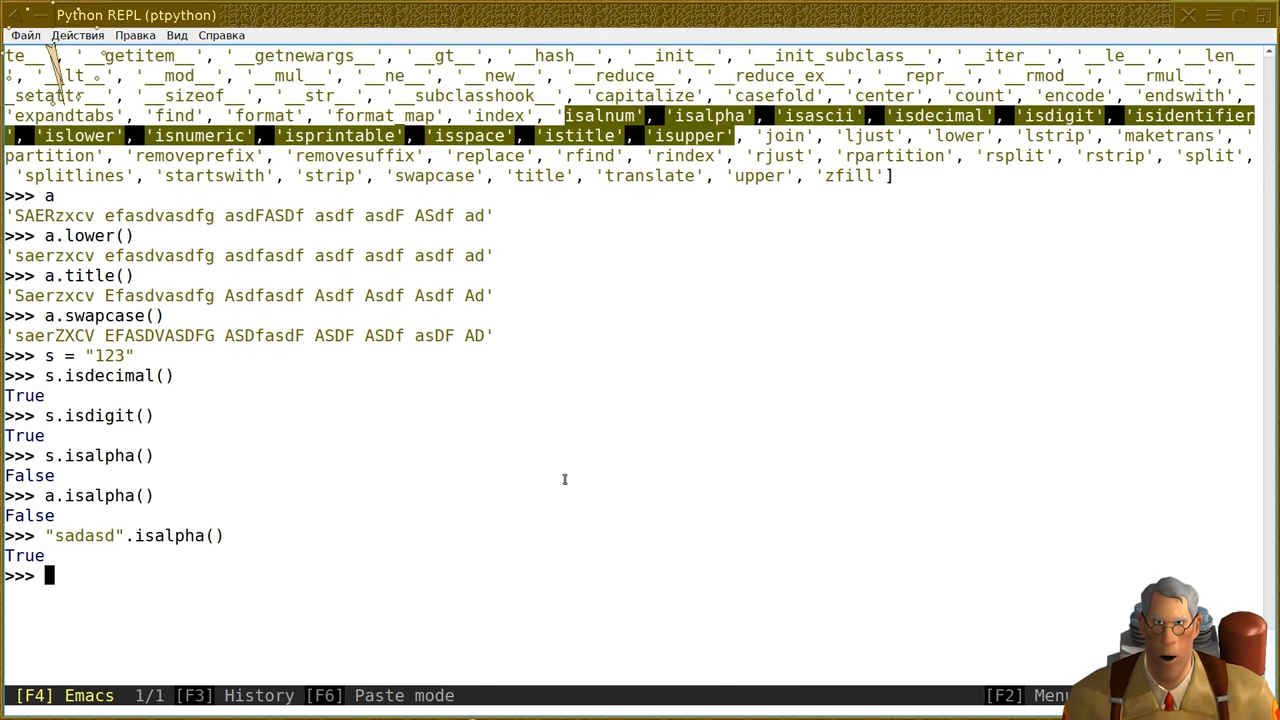 Python REPL (ptpython)
Файл Действия Правка Вид Справка
te__', '__getitem__', '__getnewargs__', '__gt__', '__hash__', '__init__', '__init_subclass__', '__iter__', '__le__', '__len__
', '__lt__', '__mod__', '__mul__', '__ne__', '__new__', '__reduce__', '__reduce_ex__', '__repr__', '__rmod__', '__rmul__', '_
_setattr__', '__sizeof__', '__str__', '__subclasshook__', 'capitalize', 'casefold', 'center', 'count', 'encode', 'endswith',
'expandtabs', 'find', 'format', 'format_map', 'index', 'isalnum', 'isalpha', 'isascii', 'isdecimal', 'isdigit', 'isidentifier
', 'islower', 'isnumeric', 'isprintable', 'isspace', 'istitle', 'isupper', 'join', 'ljust', 'lower', 'lstrip', 'maketrans', '
partition', 'removeprefix', 'removesuffix', 'replace', 'rfind', 'rindex', 'rjust', 'rpartition', 'rsplit', 'rstrip', 'split',
'splitlines', 'startswith', 'strip', 'swapcase', 'title', 'translate', 'upper', 'zfill']
>>> a
'SAERzxcv efasdvasdfg asdFASDf asdf asdF ASdf ad'
>>> a.lower()
'saerzxcv efasdvasdfg asdfasdf asdf asdf asdf ad'
>>> a.title()
'Saerzxcv Efasdvasdfg Asdfasdf Asdf Asdf Asdf Ad'
>>> a.swapcase()
'saerZXCV EFASDVASDFG ASDfasdF ASDF ASDf asDF AD'
>>> s = "123"
>>> s.isdecimal()
True
>>> s.isdigit()
True
>>> s.isalpha()
False
>>> a.isalpha()
False
>>> "sadasd".isalpha()
True
>>>
[F4] Emacs 1/1 [F3] History [F6] Paste mode [F2] Menu